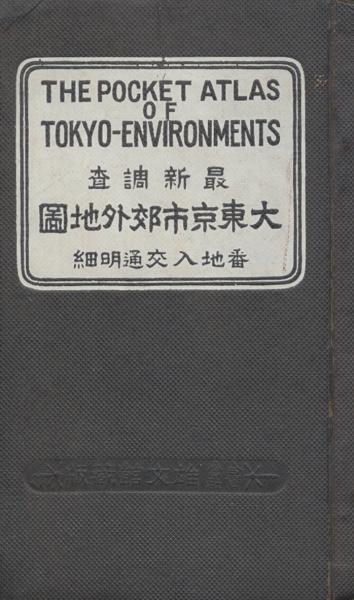 THE POCKET ATLAS
OF
TOKYO-ENVIRONMENTS
最新調査
大東京市郊外地圖
番地入交通明細